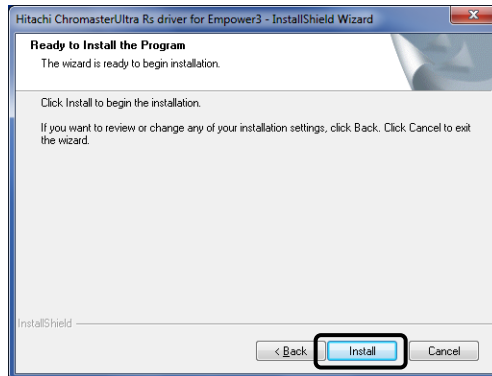 Hitachi ChromasterUltra Rs driver for Empower3 - InstallShield Wizard
Ready to Install the Program
The wizard is ready to begin installation.
Click Install to begin the installation.
If you want to review or change any of your installation settings, click Back. Click Cancel to exit
the wizard.
InstallShield
< Back Install Cancel